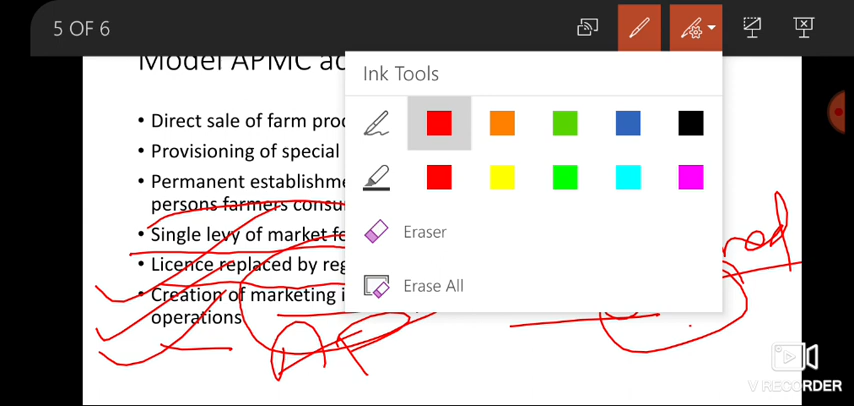 5 OF 6
Model APMC ac
Ink Tools
• Direct sale of farm prod
• Provisioning of special
• Permanent establishme
persons farmers consu
• Single levy of market fe
• Licence replaced by reg
• Creation of marketing i
operations
Eraser
Erase All
V RECORDER